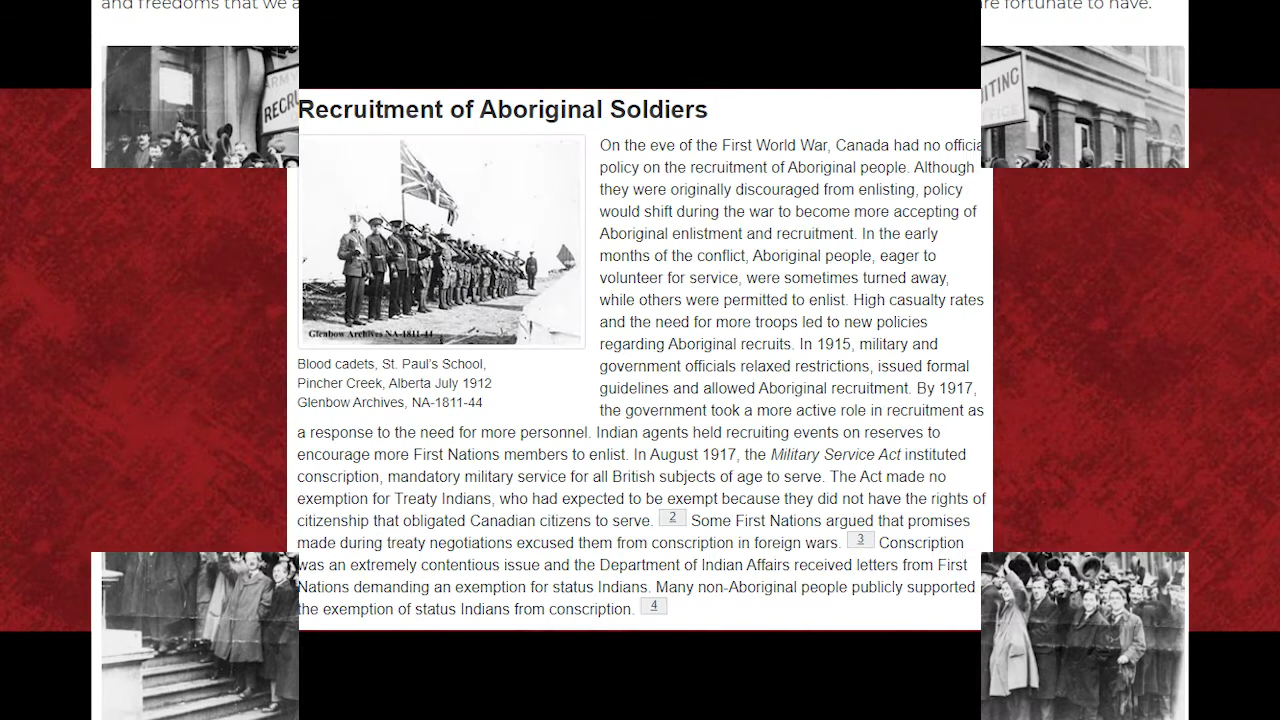 and freedoms that we a
re fortunate to have.
ARMY
RECRU
ITING
OFFICE
Recruitment of Aboriginal Soldiers
Glenbow Archives NA-1811-44
Blood cadets, St. Paul's School,
Pincher Creek, Alberta July 1912
Glenbow Archives, NA-1811-44
On the eve of the First World War, Canada had no officia
policy on the recruitment of Aboriginal people. Although
they were originally discouraged from enlisting, policy
would shift during the war to become more accepting of
Aboriginal enlistment and recruitment. In the early
months of the conflict, Aboriginal people, eager to
volunteer for service, were sometimes turned away,
while others were permitted to enlist. High casualty rates
and the need for more troops led to new policies
regarding Aboriginal recruits. In 1915, military and
government officials relaxed restrictions, issued formal
guidelines and allowed Aboriginal recruitment. By 1917,
the government took a more active role in recruitment as
a response to the need for more personnel. Indian agents held recruiting events on reserves to
encourage more First Nations members to enlist. In August 1917, the Military Service Act instituted
conscription, mandatory military service for all British subjects of age to serve. The Act made no
exemption for Treaty Indians, who had expected to be exempt because they did not have the rights of
citizenship that obligated Canadian citizens to serve. 2 Some First Nations argued that promises
made during treaty negotiations excused them from conscription in foreign wars. 3 Conscription
was an extremely contentious issue and the Department of Indian Affairs received letters from First
Nations demanding an exemption for status Indians. Many non-Aboriginal people publicly supported
the exemption of status Indians from conscription. 4